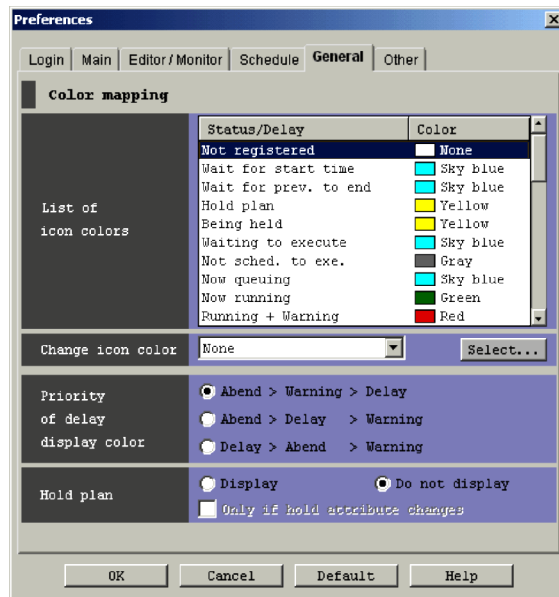 Preferences
Login Main Editor / Monitor Schedule General Other
Color mapping
Status/Delay Color
Not registered None
Wait for start time Sky blue
Wait for prev. to end Sky blue
Hold plan Yellow
Being held Yellow
Waiting to execute Sky blue
Not sched. to exe. Gray
Now queuing Sky blue
Now running Green
Running + Warning Red
List of
icon colors
Change icon color None Select...
Priority
of delay
display color
Abend > Warning > Delay
Abend > Delay > Warning
Delay > Abend > Warning
Hold plan
Display Do not display
Only if hold attribute changes
OK Cancel Default Help